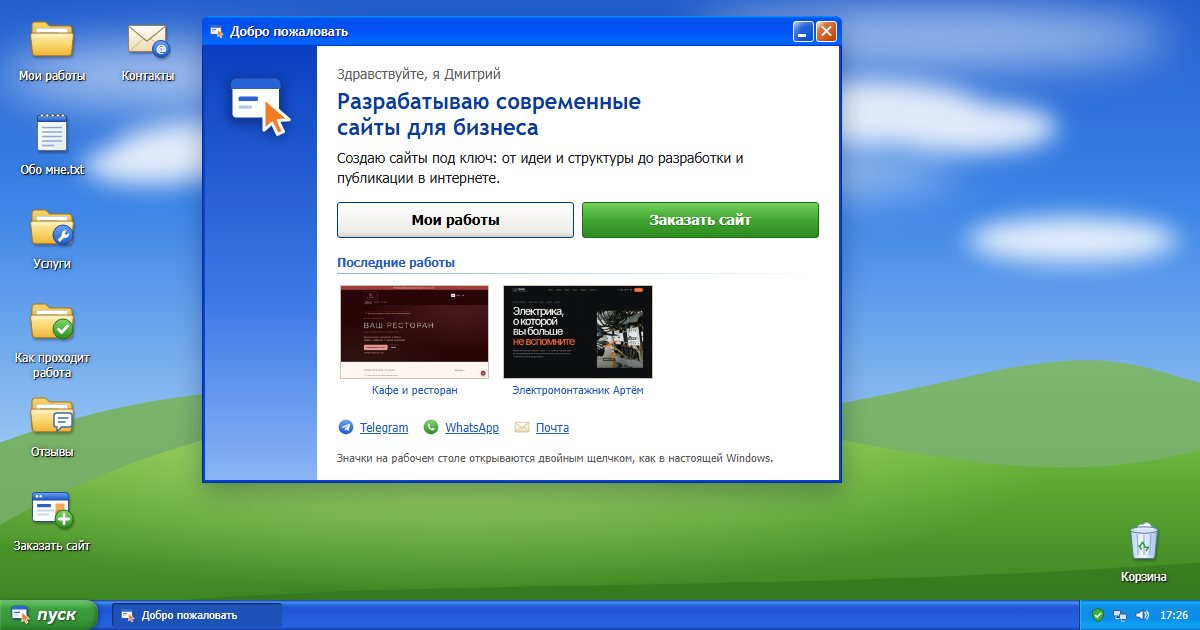 Мои работы
Контакты
Обо мне.txt
Услуги
Как проходит
работа
Отзывы
Заказать сайт
Добро пожаловать
Здравствуйте, я Дмитрий
Разрабатываю современные
сайты для бизнеса
Создаю сайты под ключ: от идеи и структуры до разработки и
публикации в интернете.
Мои работы
Заказать сайт
Последние работы
ВАШ РЕСТОРАН
Электрика,
о которой
вы больше
не вспомните
Кафе и ресторан
Электромонтажник Артём
Telegram
WhatsApp
Почта
Значки на рабочем столе открываются двойным щелчком, как в настоящей Windows.
Корзина
пуск
Добро пожаловать
17:26